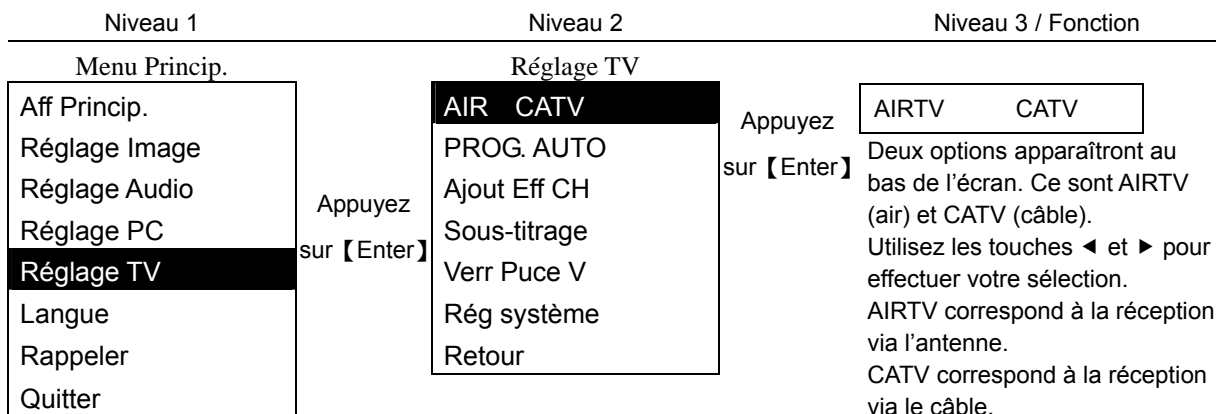 Niveau 1
Niveau 2
Niveau 3 / Fonction
Menu Princip.
Aff Princip.
Réglage Image
Réglage Audio
Réglage PC
Réglage TV
Langue
Rappeler
Quitter
Appuyez
sur【Enter】
Réglage TV
AIR CATV
PROG. AUTO
Ajout Eff CH
Sous-titrage
Verr Puce V
Rég système
Retour
Appuyez
sur【Enter】
AIRTV CATV
Deux options apparaîtront au
bas de l’écran. Ce sont AIRTV
(air) et CATV (câble).
Utilisez les touches ◄ et ► pour
effectuer votre sélection.
AIRTV correspond à la réception
via l’antenne.
CATV correspond à la réception
via le câble.